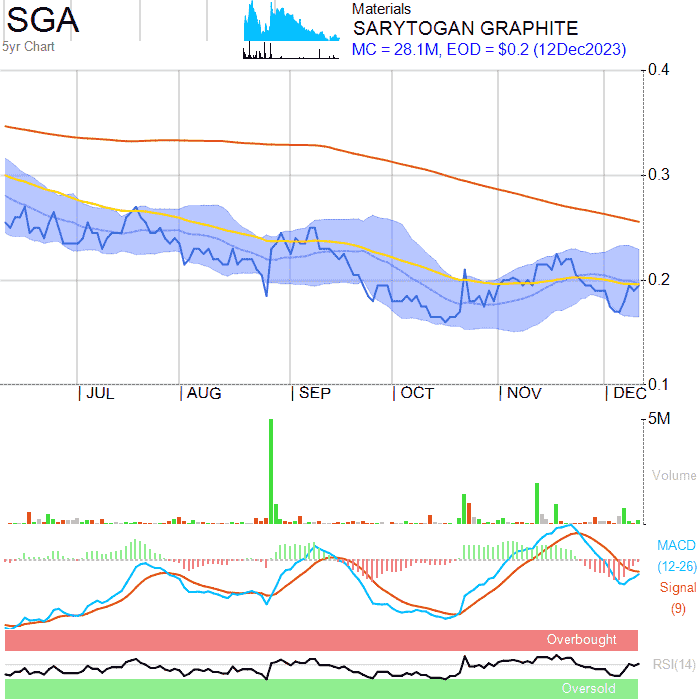 SGA
5yr Chart
Materials
SARYTOGAN GRAPHITE
MC = 28.1M, EOD = $0.2 (12Dec2023)
0.4
0.3
0.2
0.1
| JUL | AUG | SEP | OCT | NOV | DEC
5M
Volume
MACD
(12-26)
Signal
(9)
Overbought
RSI(14)
Oversold